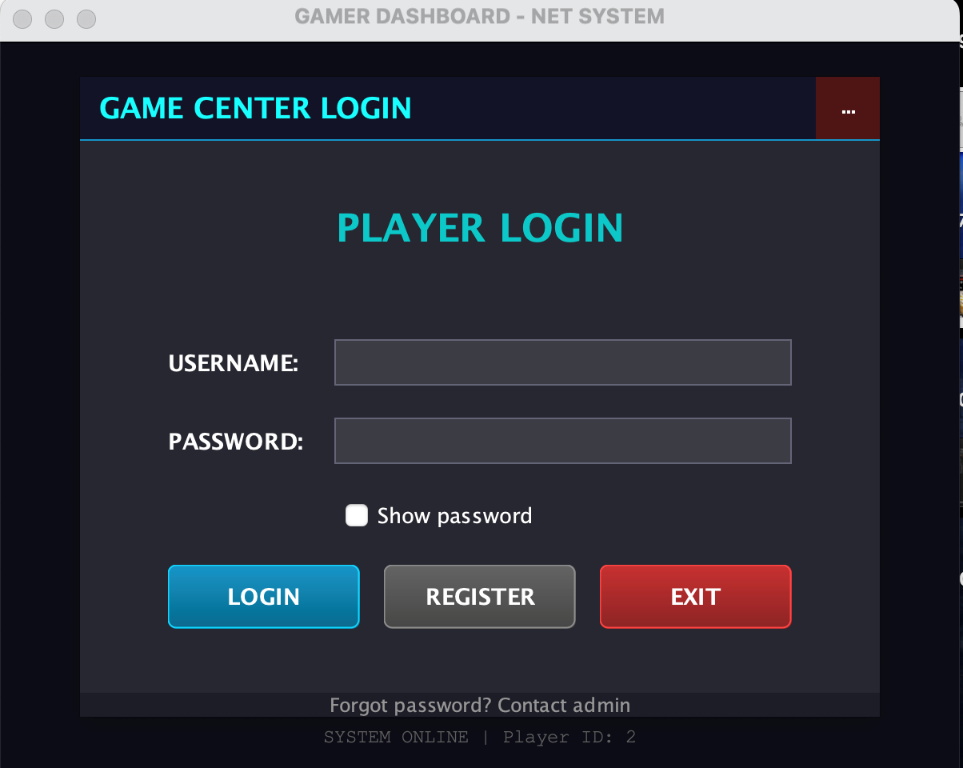 GAMER DASHBOARD - NET SYSTEM
GAME CENTER LOGIN
...
PLAYER LOGIN
USERNAME:
PASSWORD:
Show password
LOGIN REGISTER EXIT
Forgot password? Contact admin
SYSTEM ONLINE | Player ID: 2